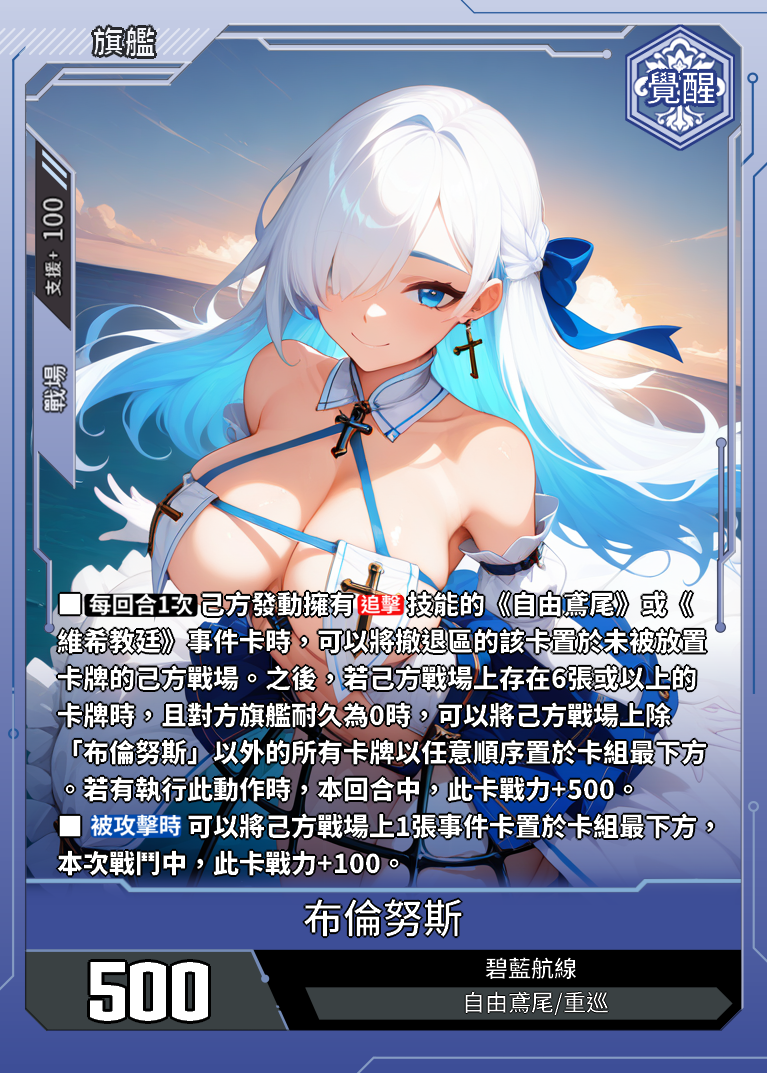 旗艦
覺醒
支援+ 100
戰場
■ 每回合1次 己方發動擁有 追擊 技能的《自由鳶尾》或《
維希教廷》事件卡時，可以將撤退區的該卡置於未被放置
卡牌的己方戰場。之後，若己方戰場上存在6張或以上的
卡牌時，且對方旗艦耐久為0時，可以將己方戰場上除
「布倫努斯」以外的所有卡牌以任意順序置於卡組最下方
。若有執行此動作時，本回合中，此卡戰力+500。
■ 被攻擊時 可以將己方戰場上1張事件卡置於卡組最下方，
本次戰鬥中，此卡戰力+100。
布倫努斯
500
碧藍航線
自由鳶尾/重巡